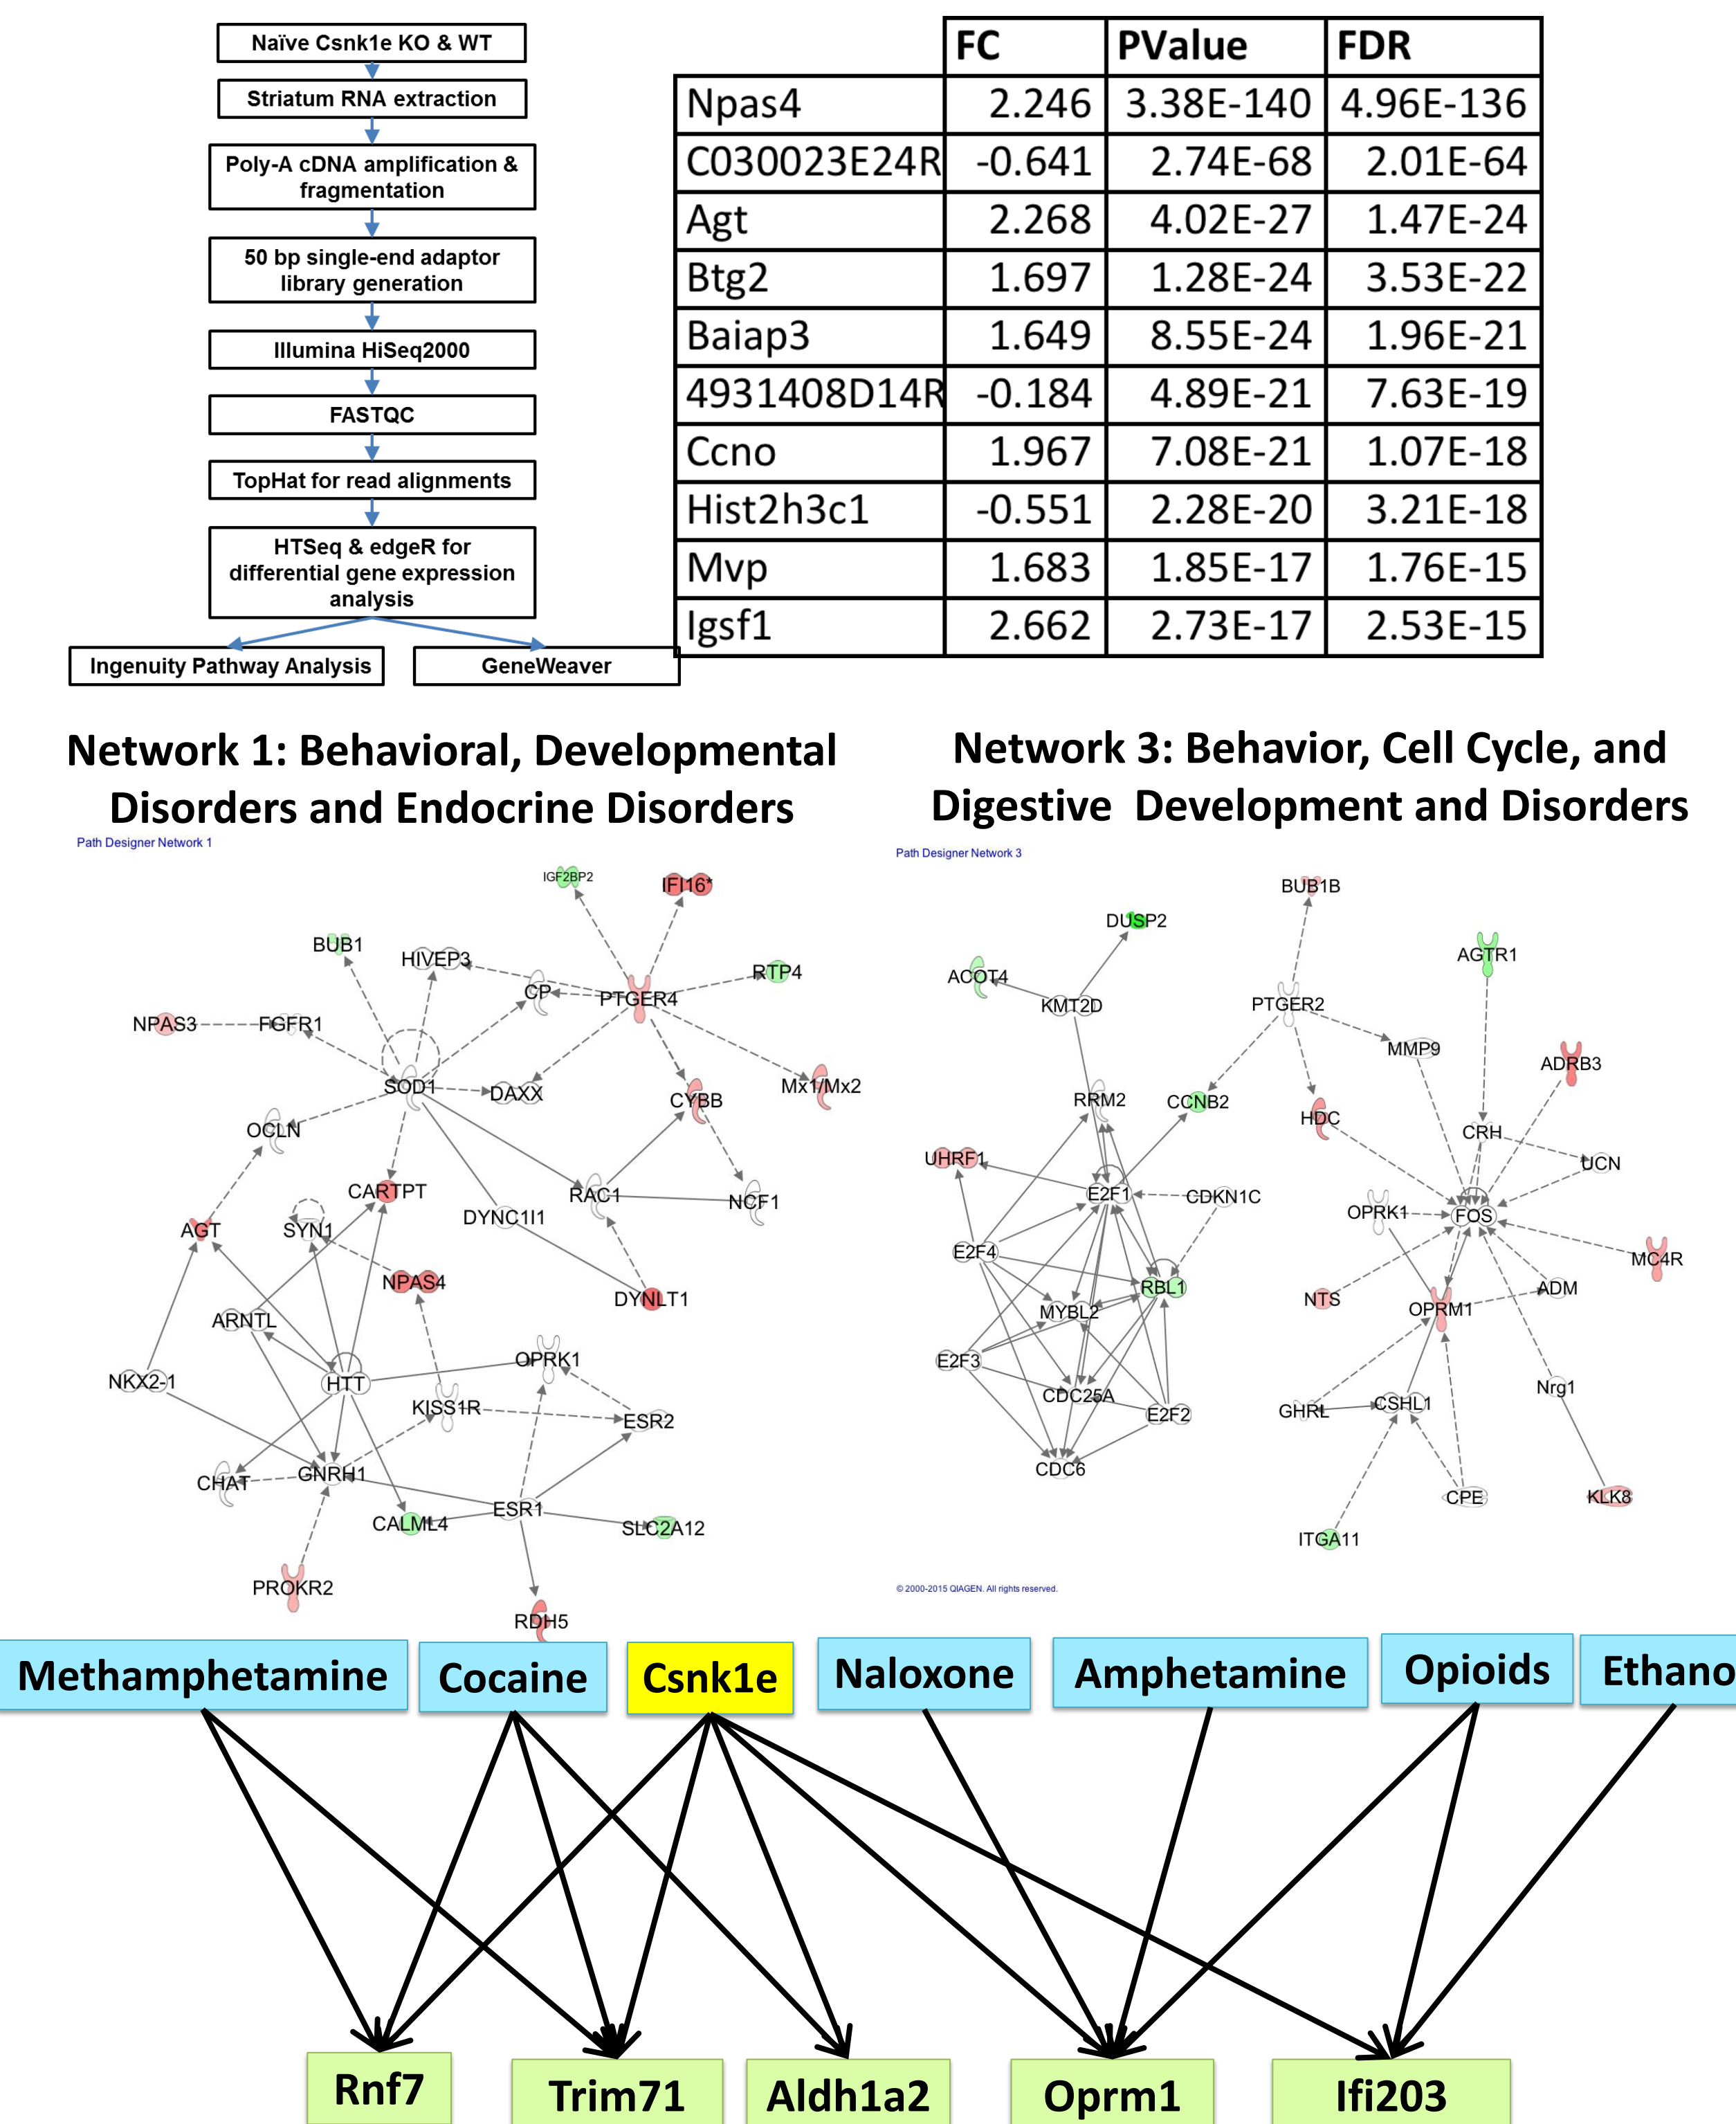 Naïve Csnk1e KO & WT
Striatum RNA extraction
Poly-A cDNA amplification &
fragmentation
50 bp single-end adaptor
library generation
Illumina HiSeq2000
FASTQC
TopHat for read alignments
HTSeq & edgeR for
differential gene expression
analysis
Ingenuity Pathway Analysis
GeneWeaver
FC PValue FDR
Npas4 2.246 3.38E-140 4.96E-136
C030023E24R -0.641 2.74E-68 2.01E-64
Agt 2.268 4.02E-27 1.47E-24
Btg2 1.697 1.28E-24 3.53E-22
Baiap3 1.649 8.55E-24 1.96E-21
4931408D14R -0.184 4.89E-21 7.63E-19
Ccno 1.967 7.08E-21 1.07E-18
Hist2h3c1 -0.551 2.28E-20 3.21E-18
Mvp 1.683 1.85E-17 1.76E-15
Igsf1 2.662 2.73E-17 2.53E-15
Network 1: Behavioral, Developmental
Disorders and Endocrine Disorders
Path Designer Network 1
IGF2BP2
IFI16*
BUB1
HIVEP3
RTP4
CP
PTGER4
NPAS3
FGFR1
SOD1
DAXX
CYBB
Mx1/Mx2
OCLN
CARTPT
RAC1
NCF1
DYNC1I1
AGT
SYN1
NPAS4
DYNLT1
ARNTL
OPRK1
NKX2-1
HTT
KISS1R
ESR2
CHAT
GNRH1
ESR1
CALML4
SLC2A12
PROKR2
RDH5
Network 3: Behavior, Cell Cycle, and
Digestive Development and Disorders
Path Designer Network 3
BUB1B
DUSP2
AGTR1
ACOT4
KMT2D
PTGER2
MMP9
ADRB3
RRM2
CCNB2
HDC
CRH
UCN
UHRF1
E2F1
CDKN1C
OPRK1
FOS
E2F4
MC4R
RBL1
NTS
ADM
MYBL2
OPRM1
E2F3
CDC25A
E2F2
Nrg1
GHRL
CSHL1
CDC6
CPE
KLK8
ITGA11
© 2000-2015 QIAGEN. All rights reserved.
Methamphetamine
Cocaine
Csnk1e
Naloxone
Amphetamine
Opioids
Ethano
Rnf7
Trim71
Aldh1a2
Oprm1
Ifi203